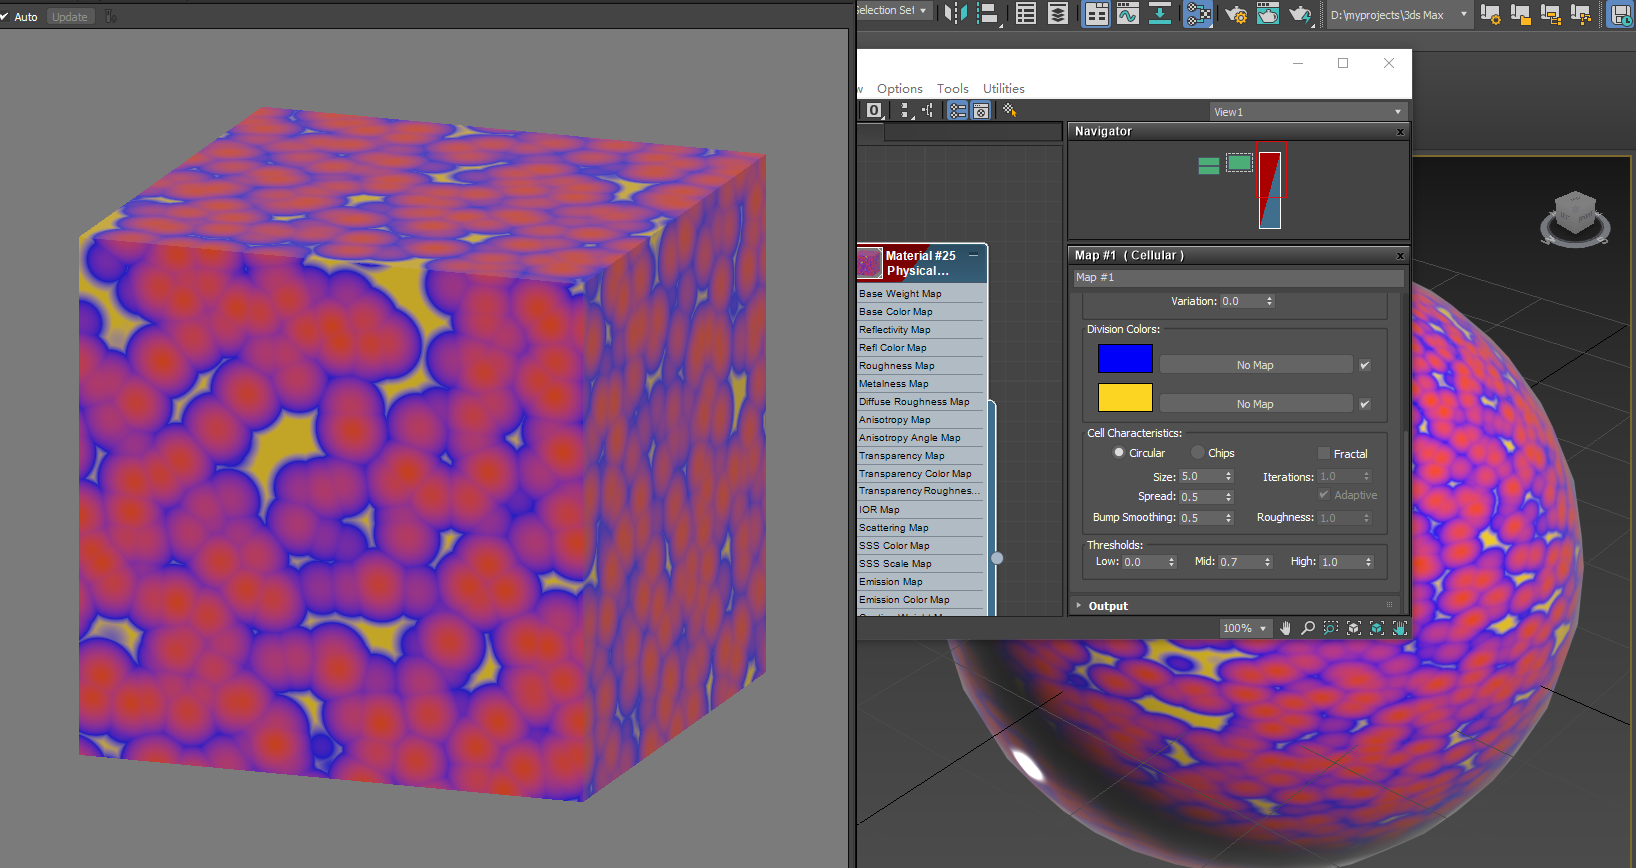 Auto
Update
Selection Set
D:\myprojects\3ds Max
Options Tools Utilities
0
View1
Navigator
Material #25
Physical...
Base Weight Map
Base Color Map
Reflectivity Map
Refl Color Map
Roughness Map
Metalness Map
Diffuse Roughness Map
Anisotropy Map
Anisotropy Angle Map
Transparency Map
Transparency Color Map
Transparency Roughnes...
IOR Map
Scattering Map
SSS Color Map
SSS Scale Map
Emission Map
Emission Color Map
Map #1 ( Cellular )
Map #1
Variation: 0.0
Division Colors:
No Map
No Map
Cell Characteristics:
Circular Chips Fractal
Size: 5.0 Iterations: 1.0
Spread: 0.5 Adaptive
Bump Smoothing: 0.5 Roughness: 1.0
Thresholds:
Low: 0.0 Mid: 0.7 High: 1.0
Output
100%